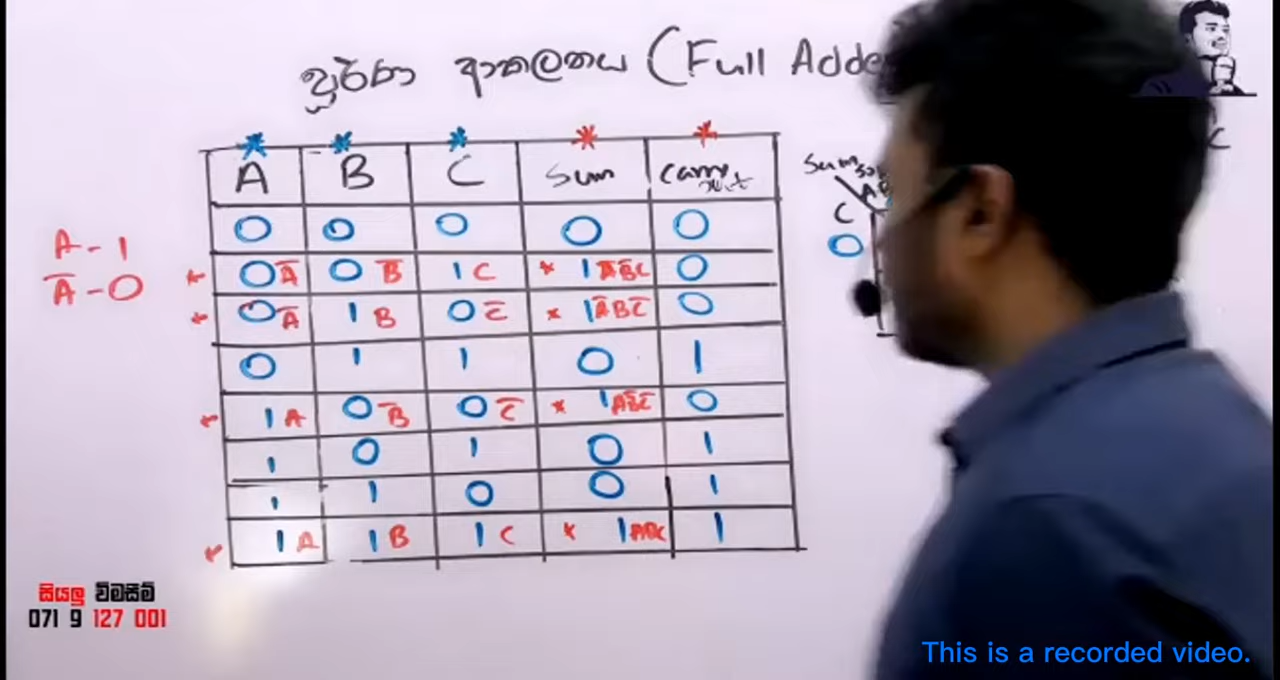 පූර්ණ ආකලනය (Full Adde
A B C Sum Carry out
0 0 0 0 0
A - 1
* 0 A̅ 0 B̅ 1 C * 1 A̅B̅C 0
A̅ - 0
* 0 A̅ 1 B 0 C̅ * 1 A̅BC̅ 0
0 1 1 0 1
* 1 A 0 B̅ 0 C̅ * 1 AB̅C̅ 0
1 0 1 0 1
1 1 0 0 1
* 1 A 1 B 1 C * 1 ABC 1
Sum
C
0
C
සියලු විමසීම්
071 9 127 001
This is a recorded video.